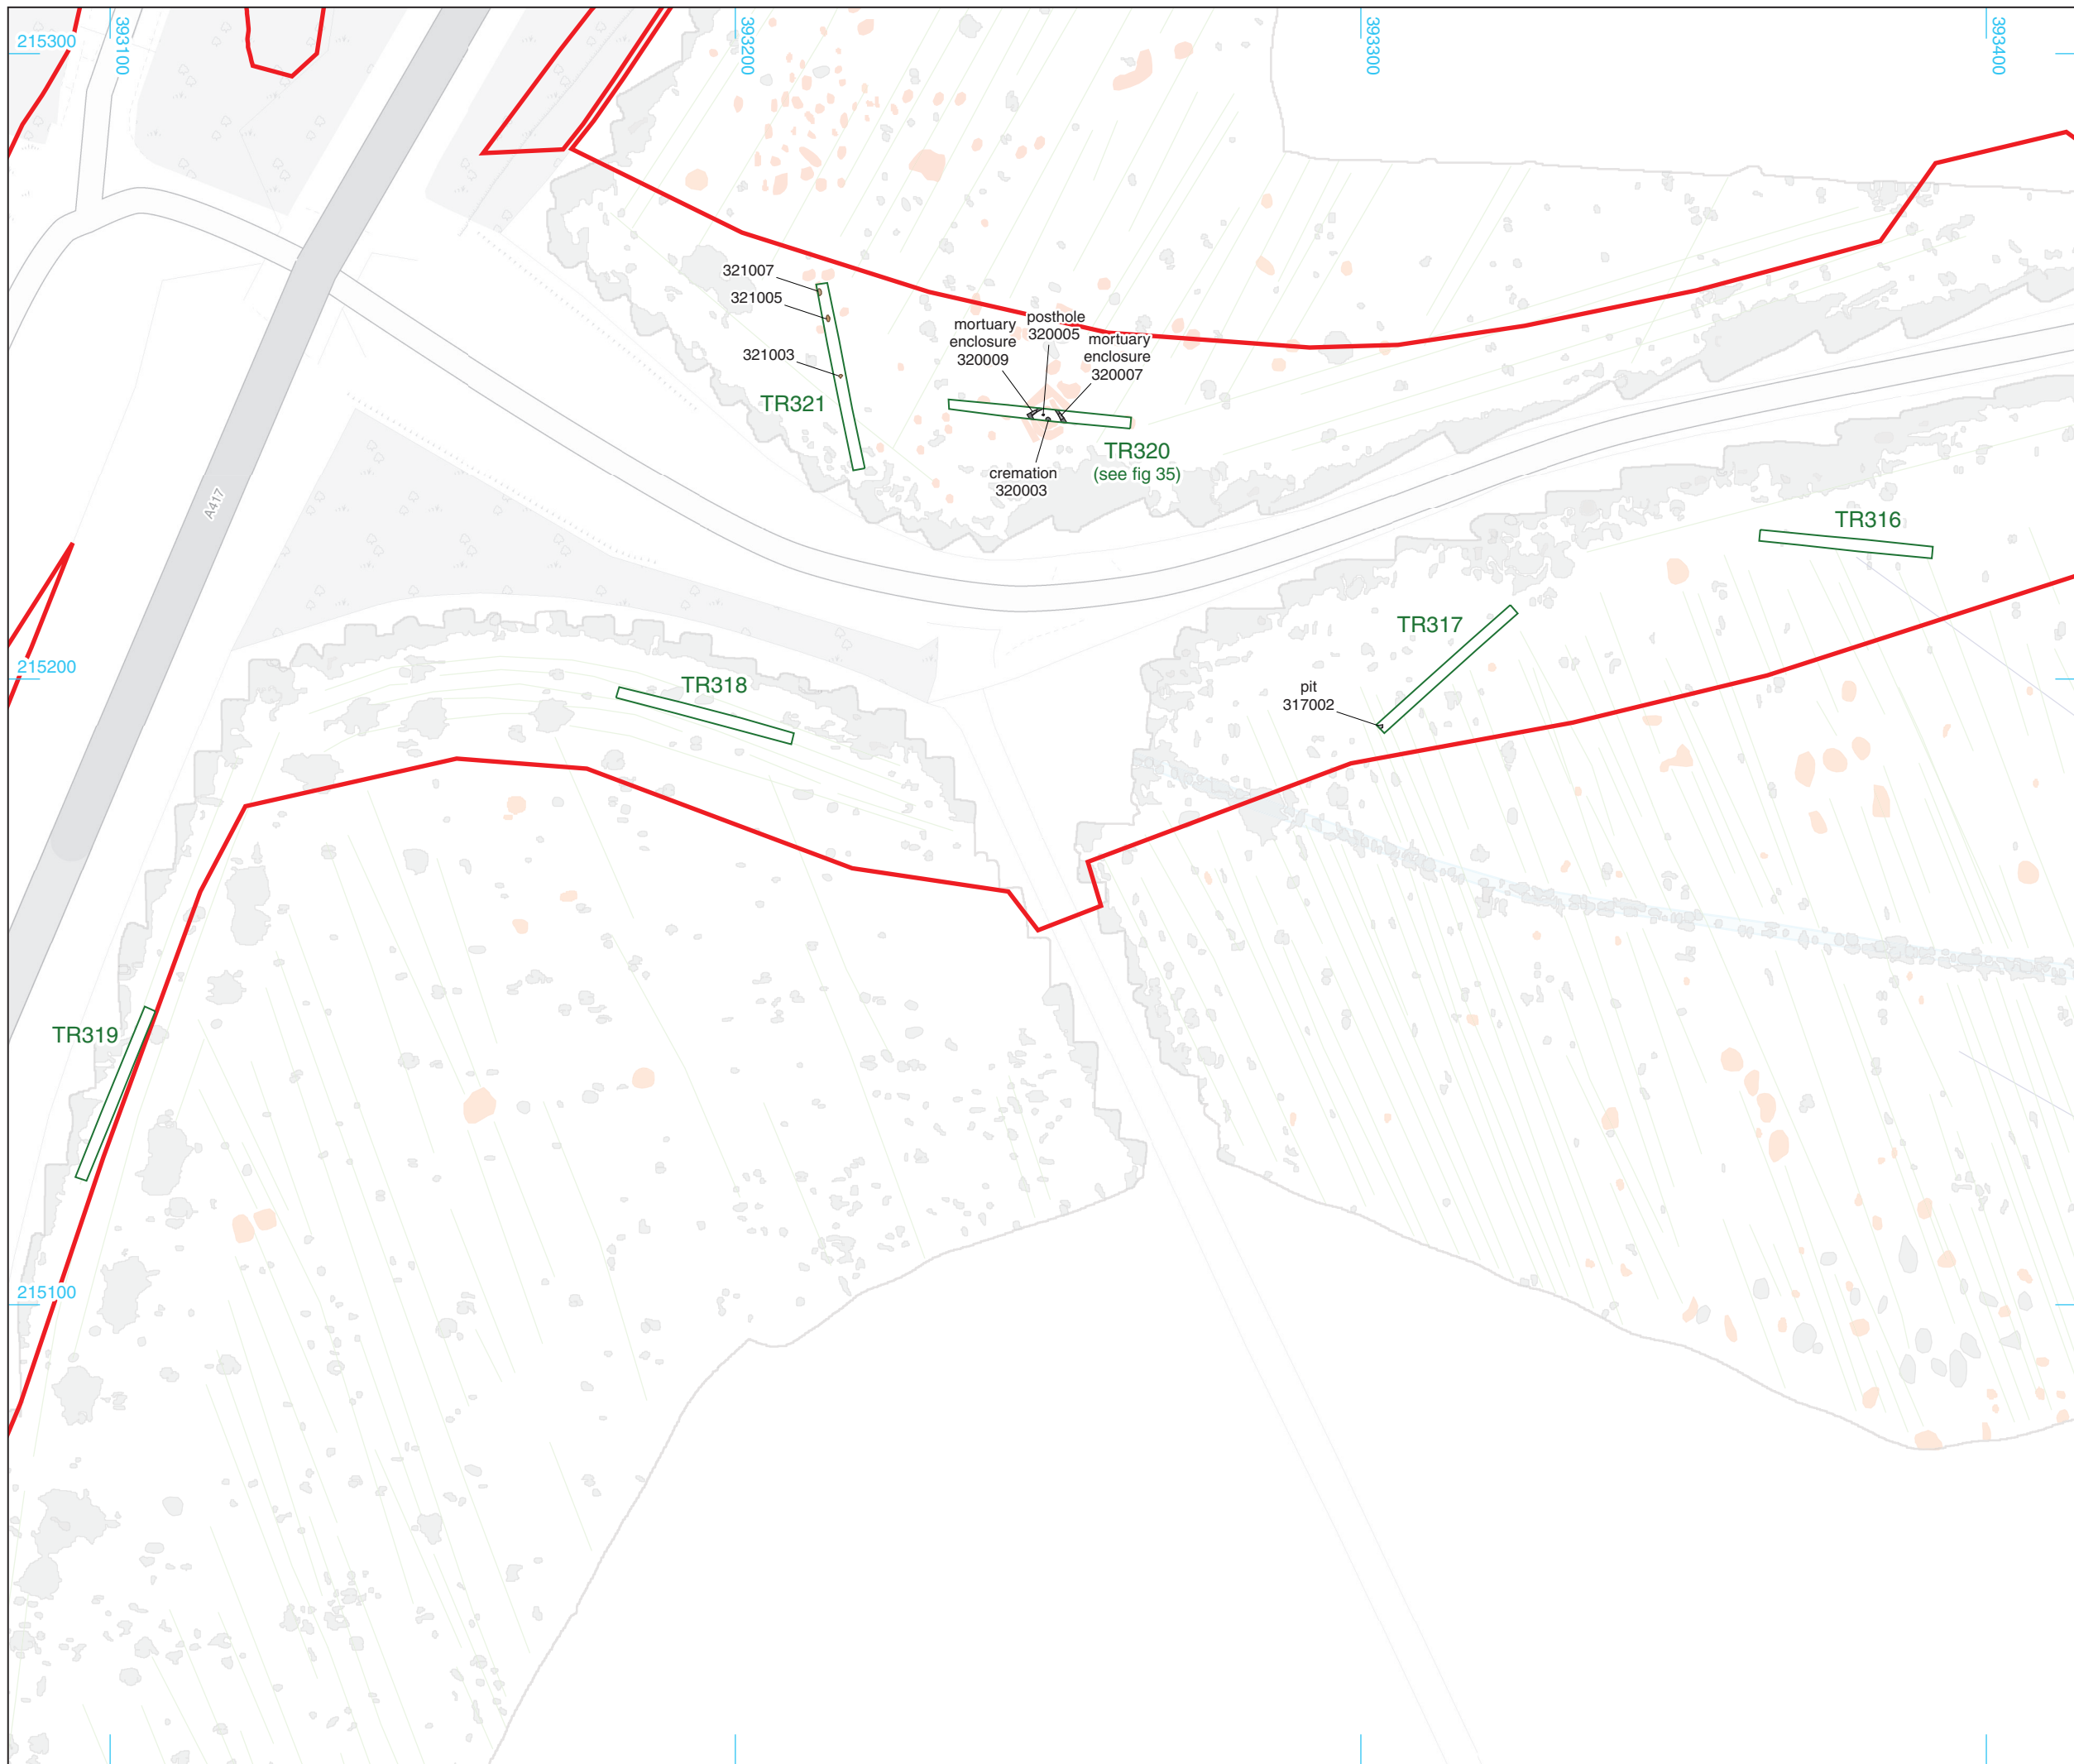 215300
393100
393200
393300
393400
321007
321005
321003
TR321
mortuary
enclosure
320009
posthole
320005
mortuary
enclosure
320007
TR320
(see fig 35)
cremation
320003
A417
TR316
TR317
pit
317002
215200
TR318
TR319
215100